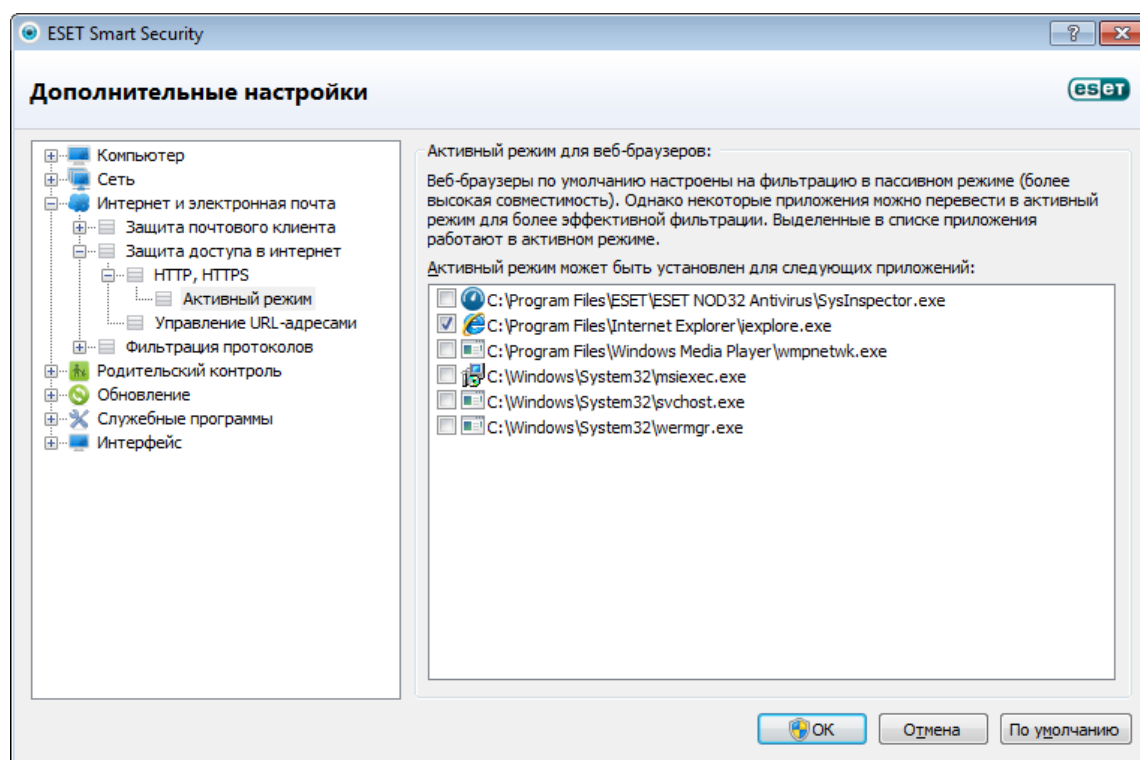 ESET Smart Security
Дополнительные настройки
eset
Компьютер
Сеть
Интернет и электронная почта
Защита почтового клиента
Защита доступа в интернет
HTTP, HTTPS
Активный режим
Управление URL-адресами
Фильтрация протоколов
Родительский контроль
Обновление
Служебные программы
Интерфейс
Активный режим для веб-браузеров:
Веб-браузеры по умолчанию настроены на фильтрацию в пассивном режиме (более
высокая совместимость). Однако некоторые приложения можно перевести в активный
режим для более эффективной фильтрации. Выделенные в списке приложения
работают в активном режиме.
Активный режим может быть установлен для следующих приложений:
C:\Program Files\ESET\ESET NOD32 Antivirus\SysInspector.exe
C:\Program Files\Internet Explorer\iexplore.exe
C:\Program Files\Windows Media Player\wmpnetwk.exe
C:\Windows\System32\msiexec.exe
C:\Windows\System32\svchost.exe
C:\Windows\System32\wermgr.exe
OK
Отмена
По умолчанию